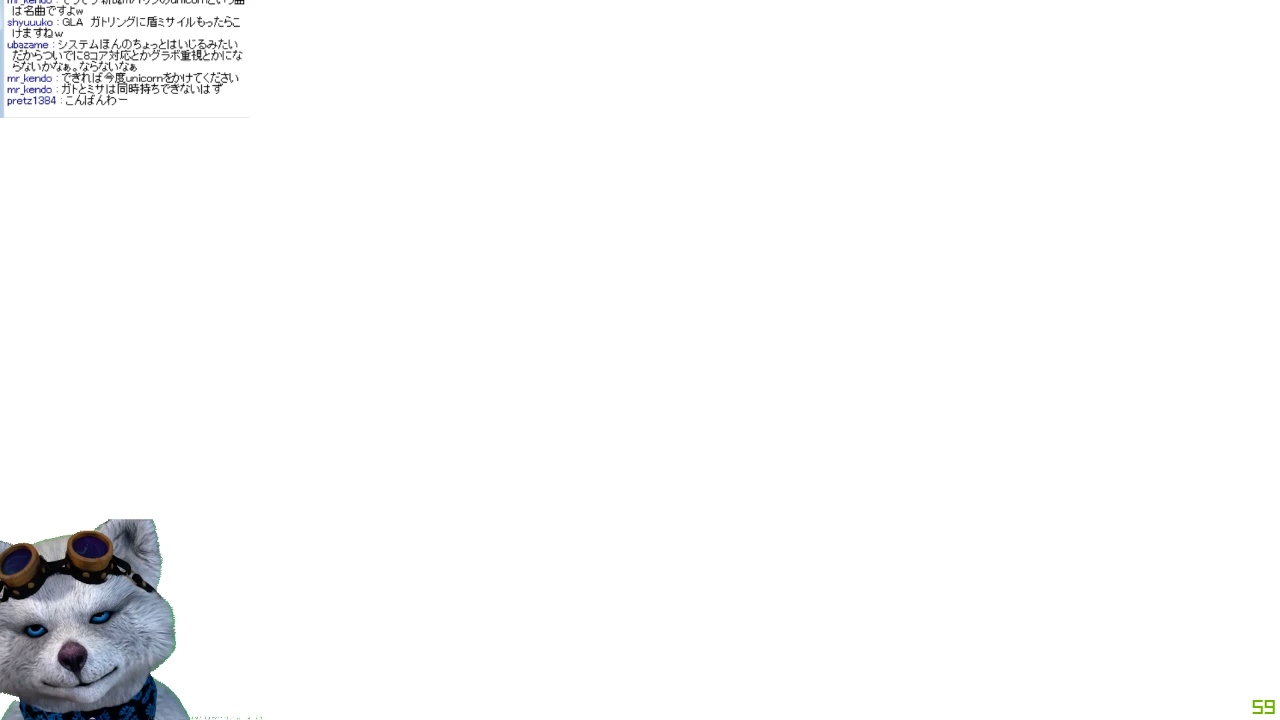 は名曲ですよw
shyuuuko : GLA ガトリングに盾ミサイルもったらこ
けますねw
ubazame : システムほんのちょっとはいじるみたい
だからついでに8コア対応とかグラボ重視とかにな
らないかなぁ。ならないなぁ
mr_kendo : できれば今度unicornをかけてください
mr_kendo : ガトとミサは同時持ちできないはず
pretz1384 : こんばんわー
59